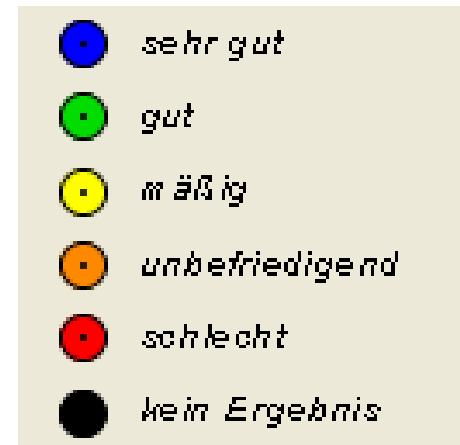 sehr gut
gut
mäßig
unbefriedigend
schlecht
kein Ergebnis